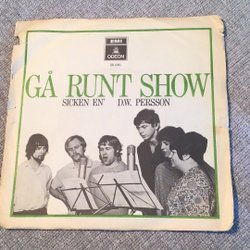 EMI
ODEON
GÅ RUNT SHOW
SICKEN EN' D.W. PERSSON